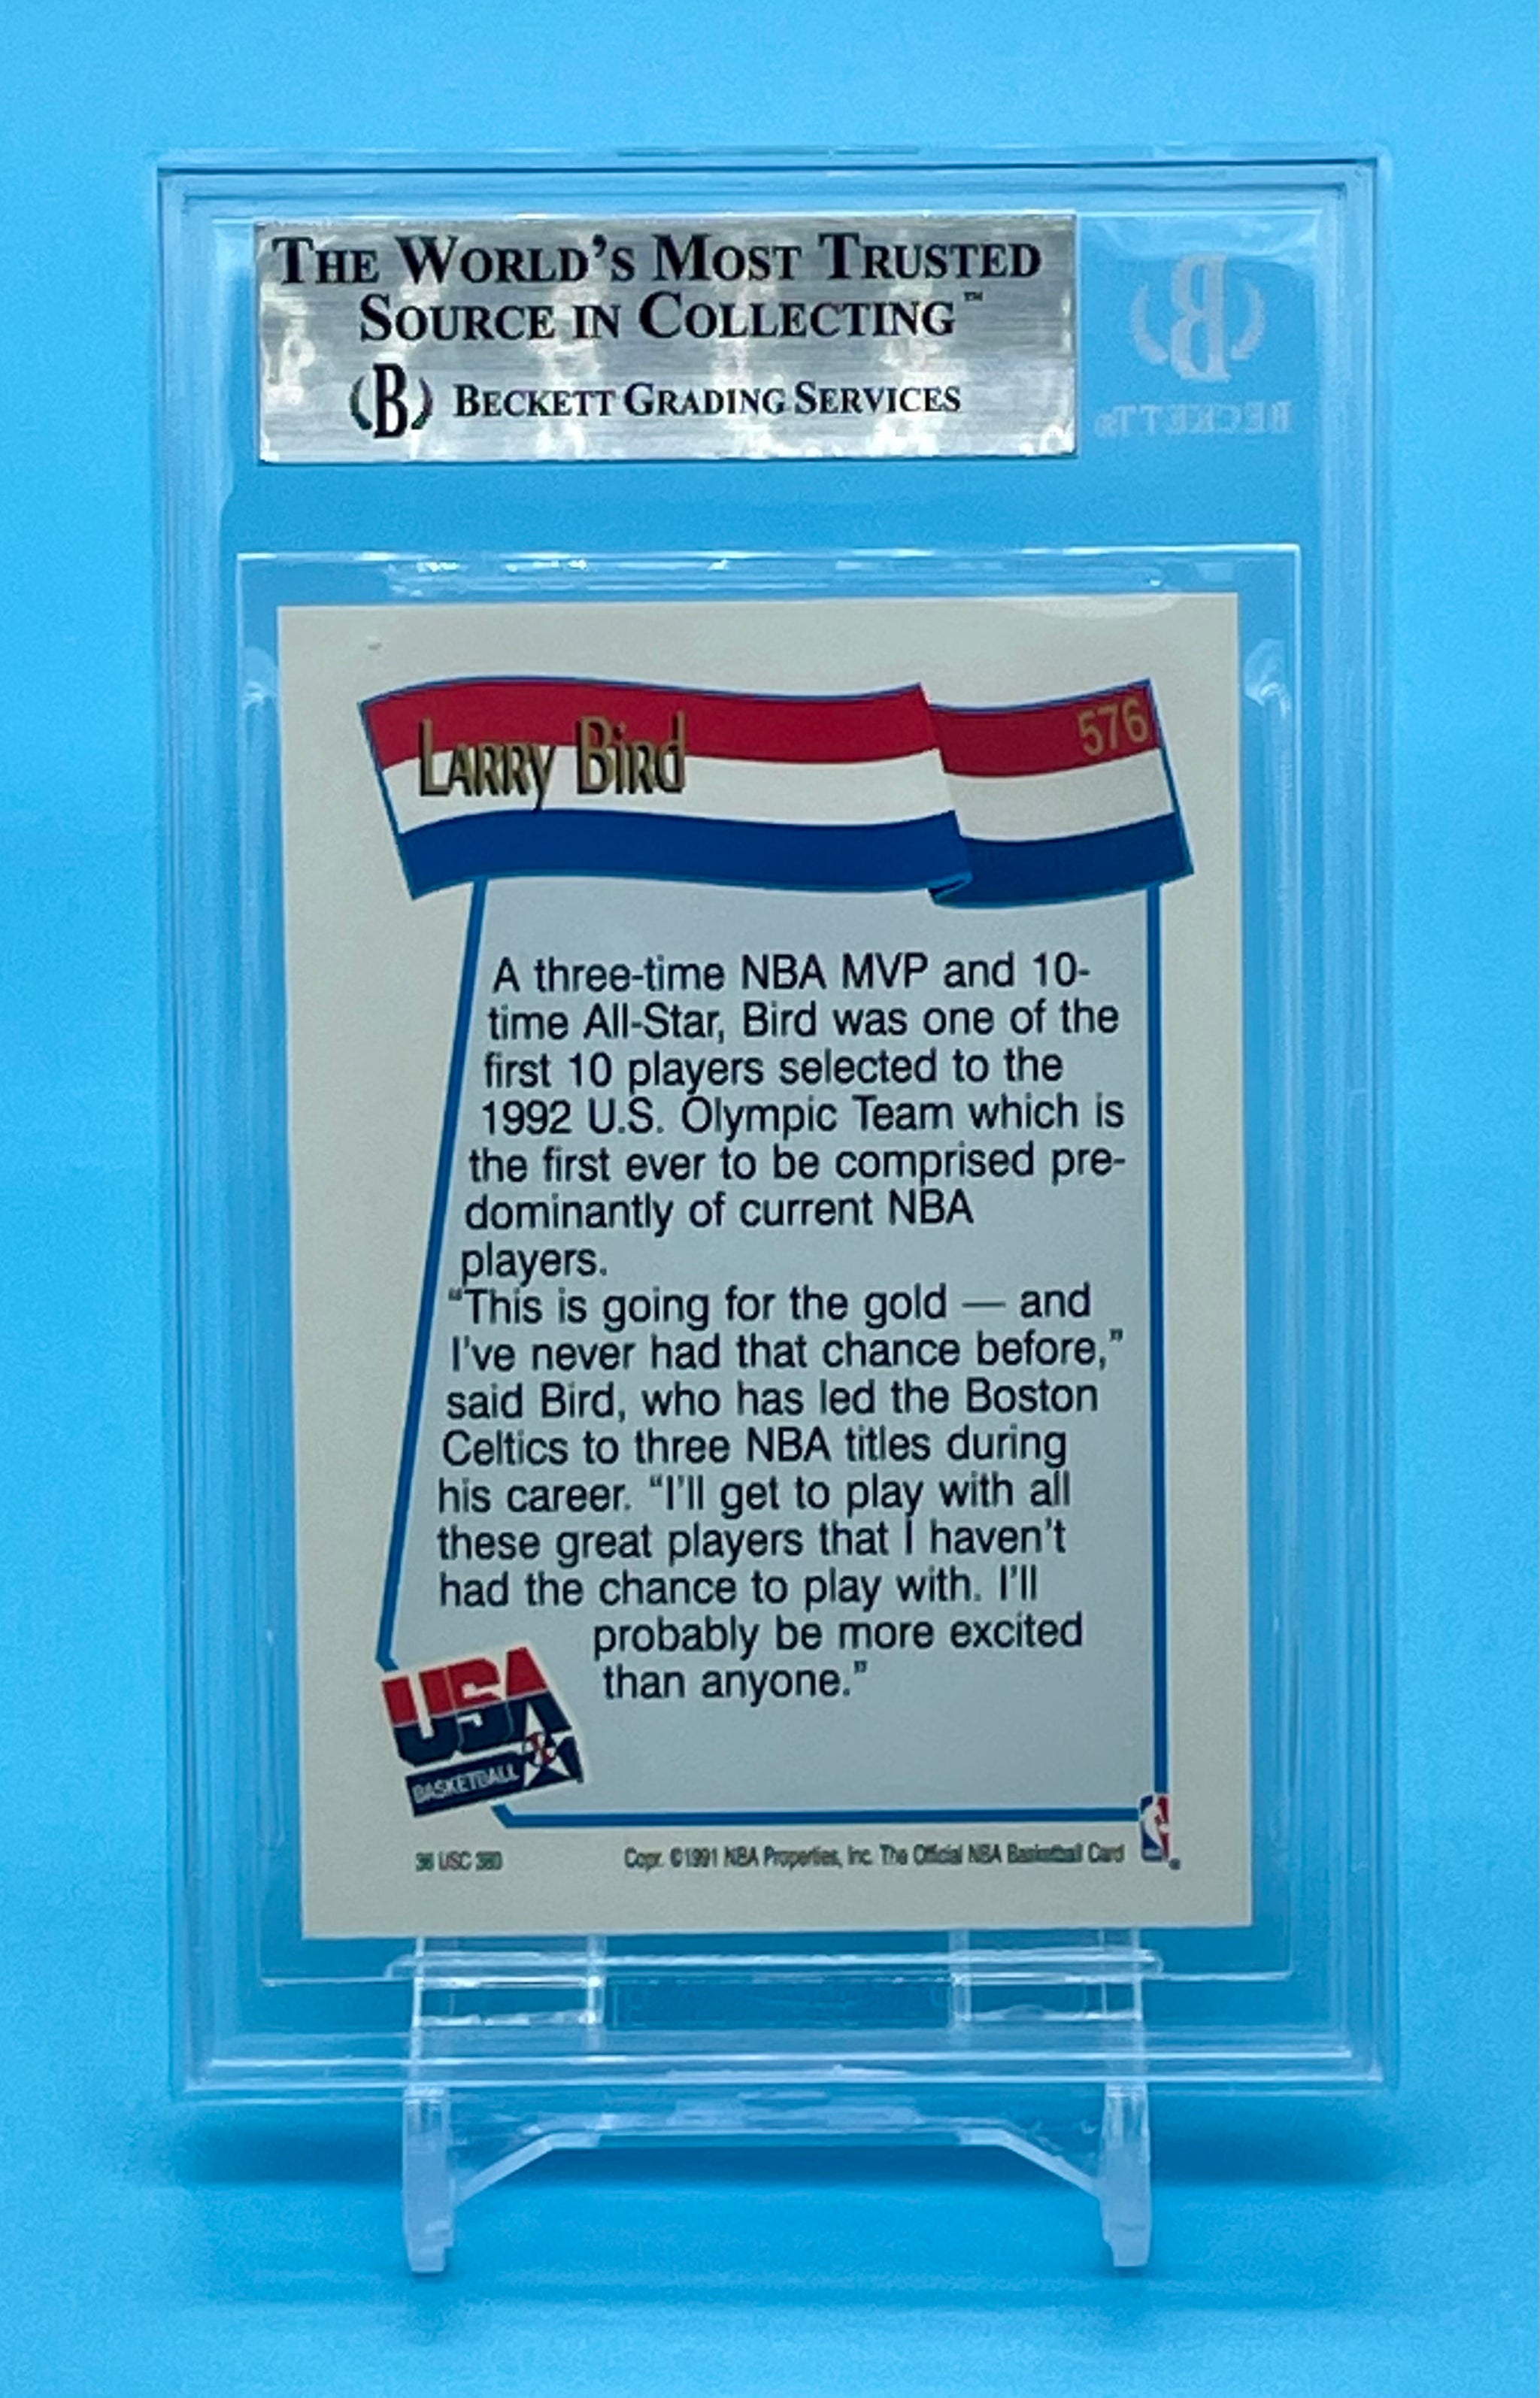 THE WORLD'S MOST TRUSTED
SOURCE IN COLLECTING™
B BECKETT GRADING SERVICES
BECKETT®
LARRY BIRD
576
A three-time NBA MVP and 10-
time All-Star, Bird was one of the
first 10 players selected to the
1992 U.S. Olympic Team which is
the first ever to be comprised pre-
dominantly of current NBA
players.
“This is going for the gold — and
I've never had that chance before,”
said Bird, who has led the Boston
Celtics to three NBA titles during
his career. “I'll get to play with all
these great players that I haven't
had the chance to play with. I'll
probably be more excited
than anyone.”
USA
BASKETBALL
36 USC 380
Copr. ©1991 NBA Properties, Inc. The Official NBA Basketball Card